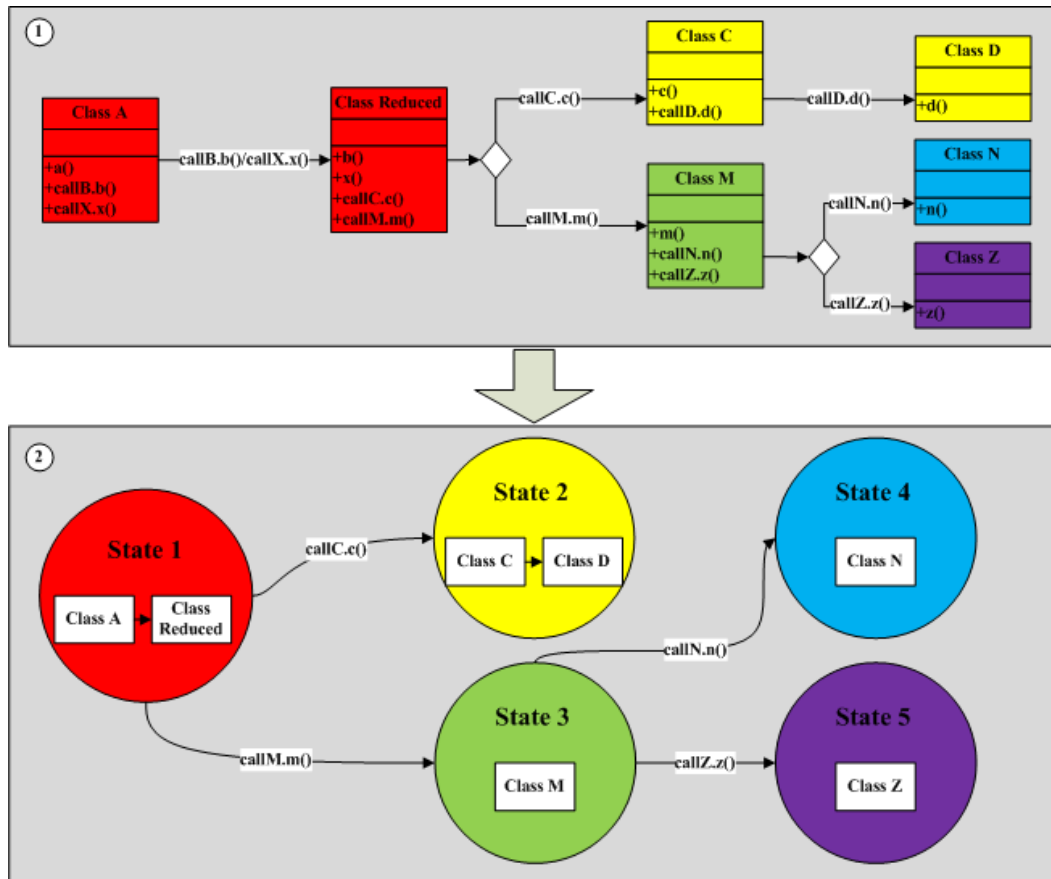 1
Class A
+a()
+callB.b()
+callX.x()
callB.b()/callX.x()
Class Reduced
+b()
+x()
+callC.c()
+callM.m()
callC.c()
Class C
+c()
+callD.d()
callD.d()
Class D
+d()
callM.m()
Class M
+m()
+callN.n()
+callZ.z()
callN.n()
Class N
+n()
callZ.z()
Class Z
+z()
2
State 1
Class A
Class
Reduced
callC.c()
State 2
Class C
Class D
callM.m()
State 3
Class M
callN.n()
State 4
Class N
callZ.z()
State 5
Class Z